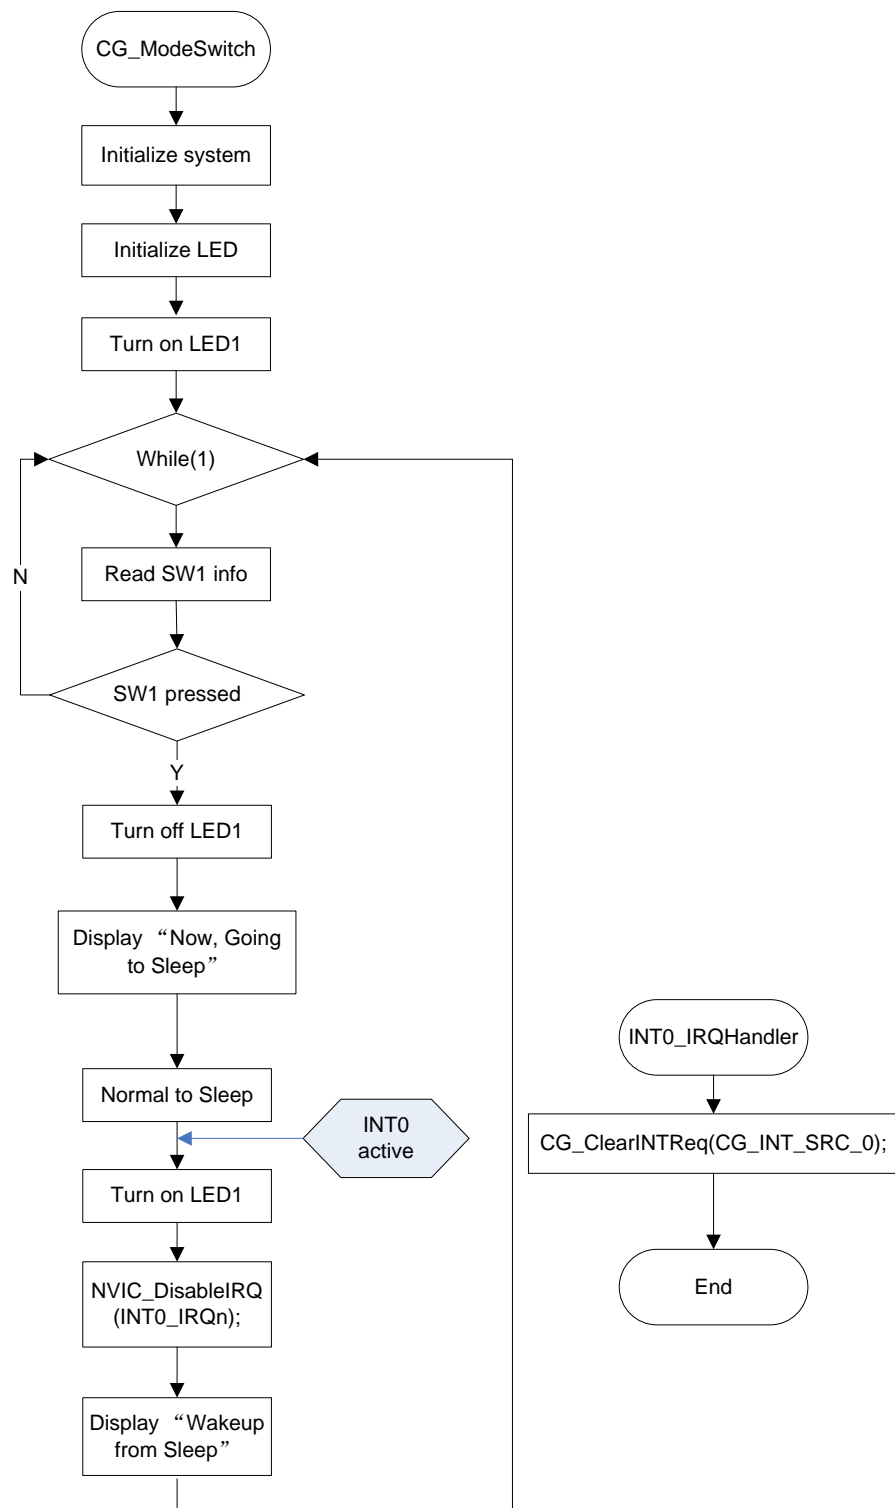 CG_ModeSwitch
Initialize system
Initialize LED
Turn on LED1
While(1)
Read SW1 info
N
SW1 pressed
Y
Turn off LED1
Display “Now, Going
to Sleep”
Normal to Sleep
INT0
active
Turn on LED1
NVIC_DisableIRQ
(INT0_IRQn);
Display “Wakeup
from Sleep”
INT0_IRQHandler
CG_ClearINTReq(CG_INT_SRC_0);
End